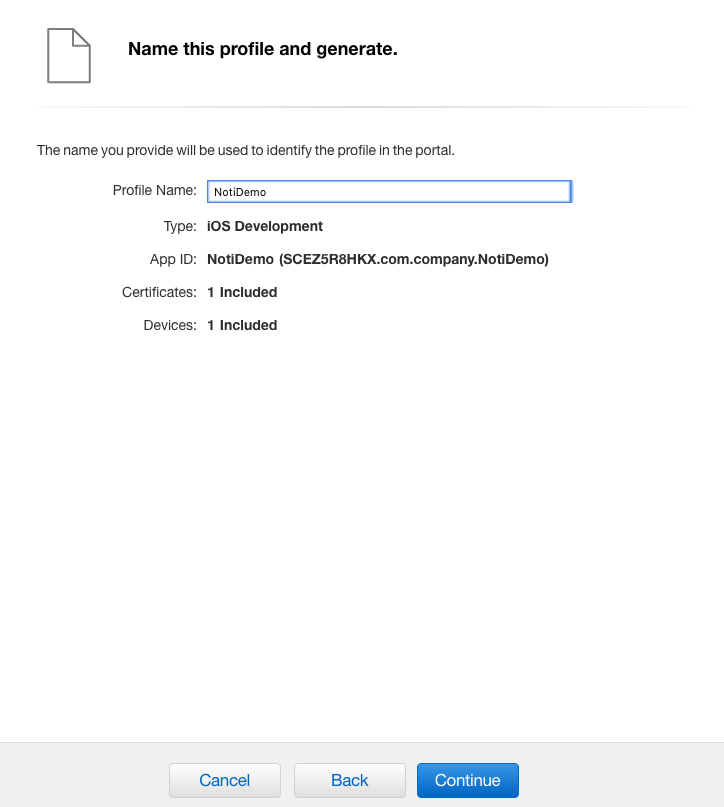 Name this profile and generate.
The name you provide will be used to identify the profile in the portal.
Profile Name: NotiDemo
Type: iOS Development
App ID: NotiDemo (SCEZ5R8HKX.com.company.NotiDemo)
Certificates: 1 Included
Devices: 1 Included
Cancel Back Continue